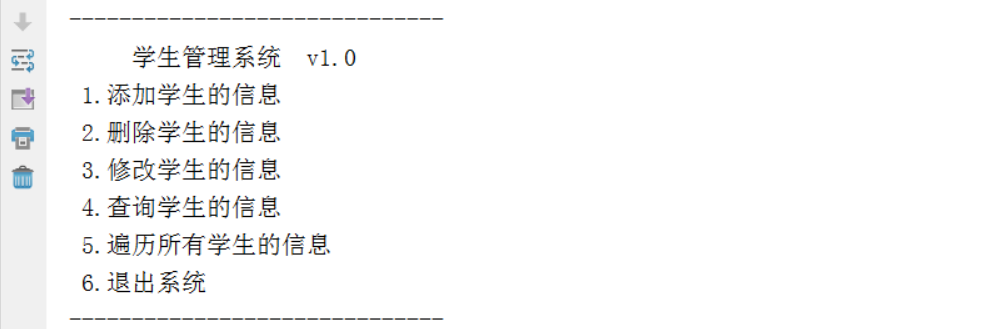 ------------------------------
学生管理系统  v1.0
1.添加学生的信息
2.删除学生的信息
3.修改学生的信息
4.查询学生的信息
5.遍历所有学生的信息
6.退出系统
------------------------------